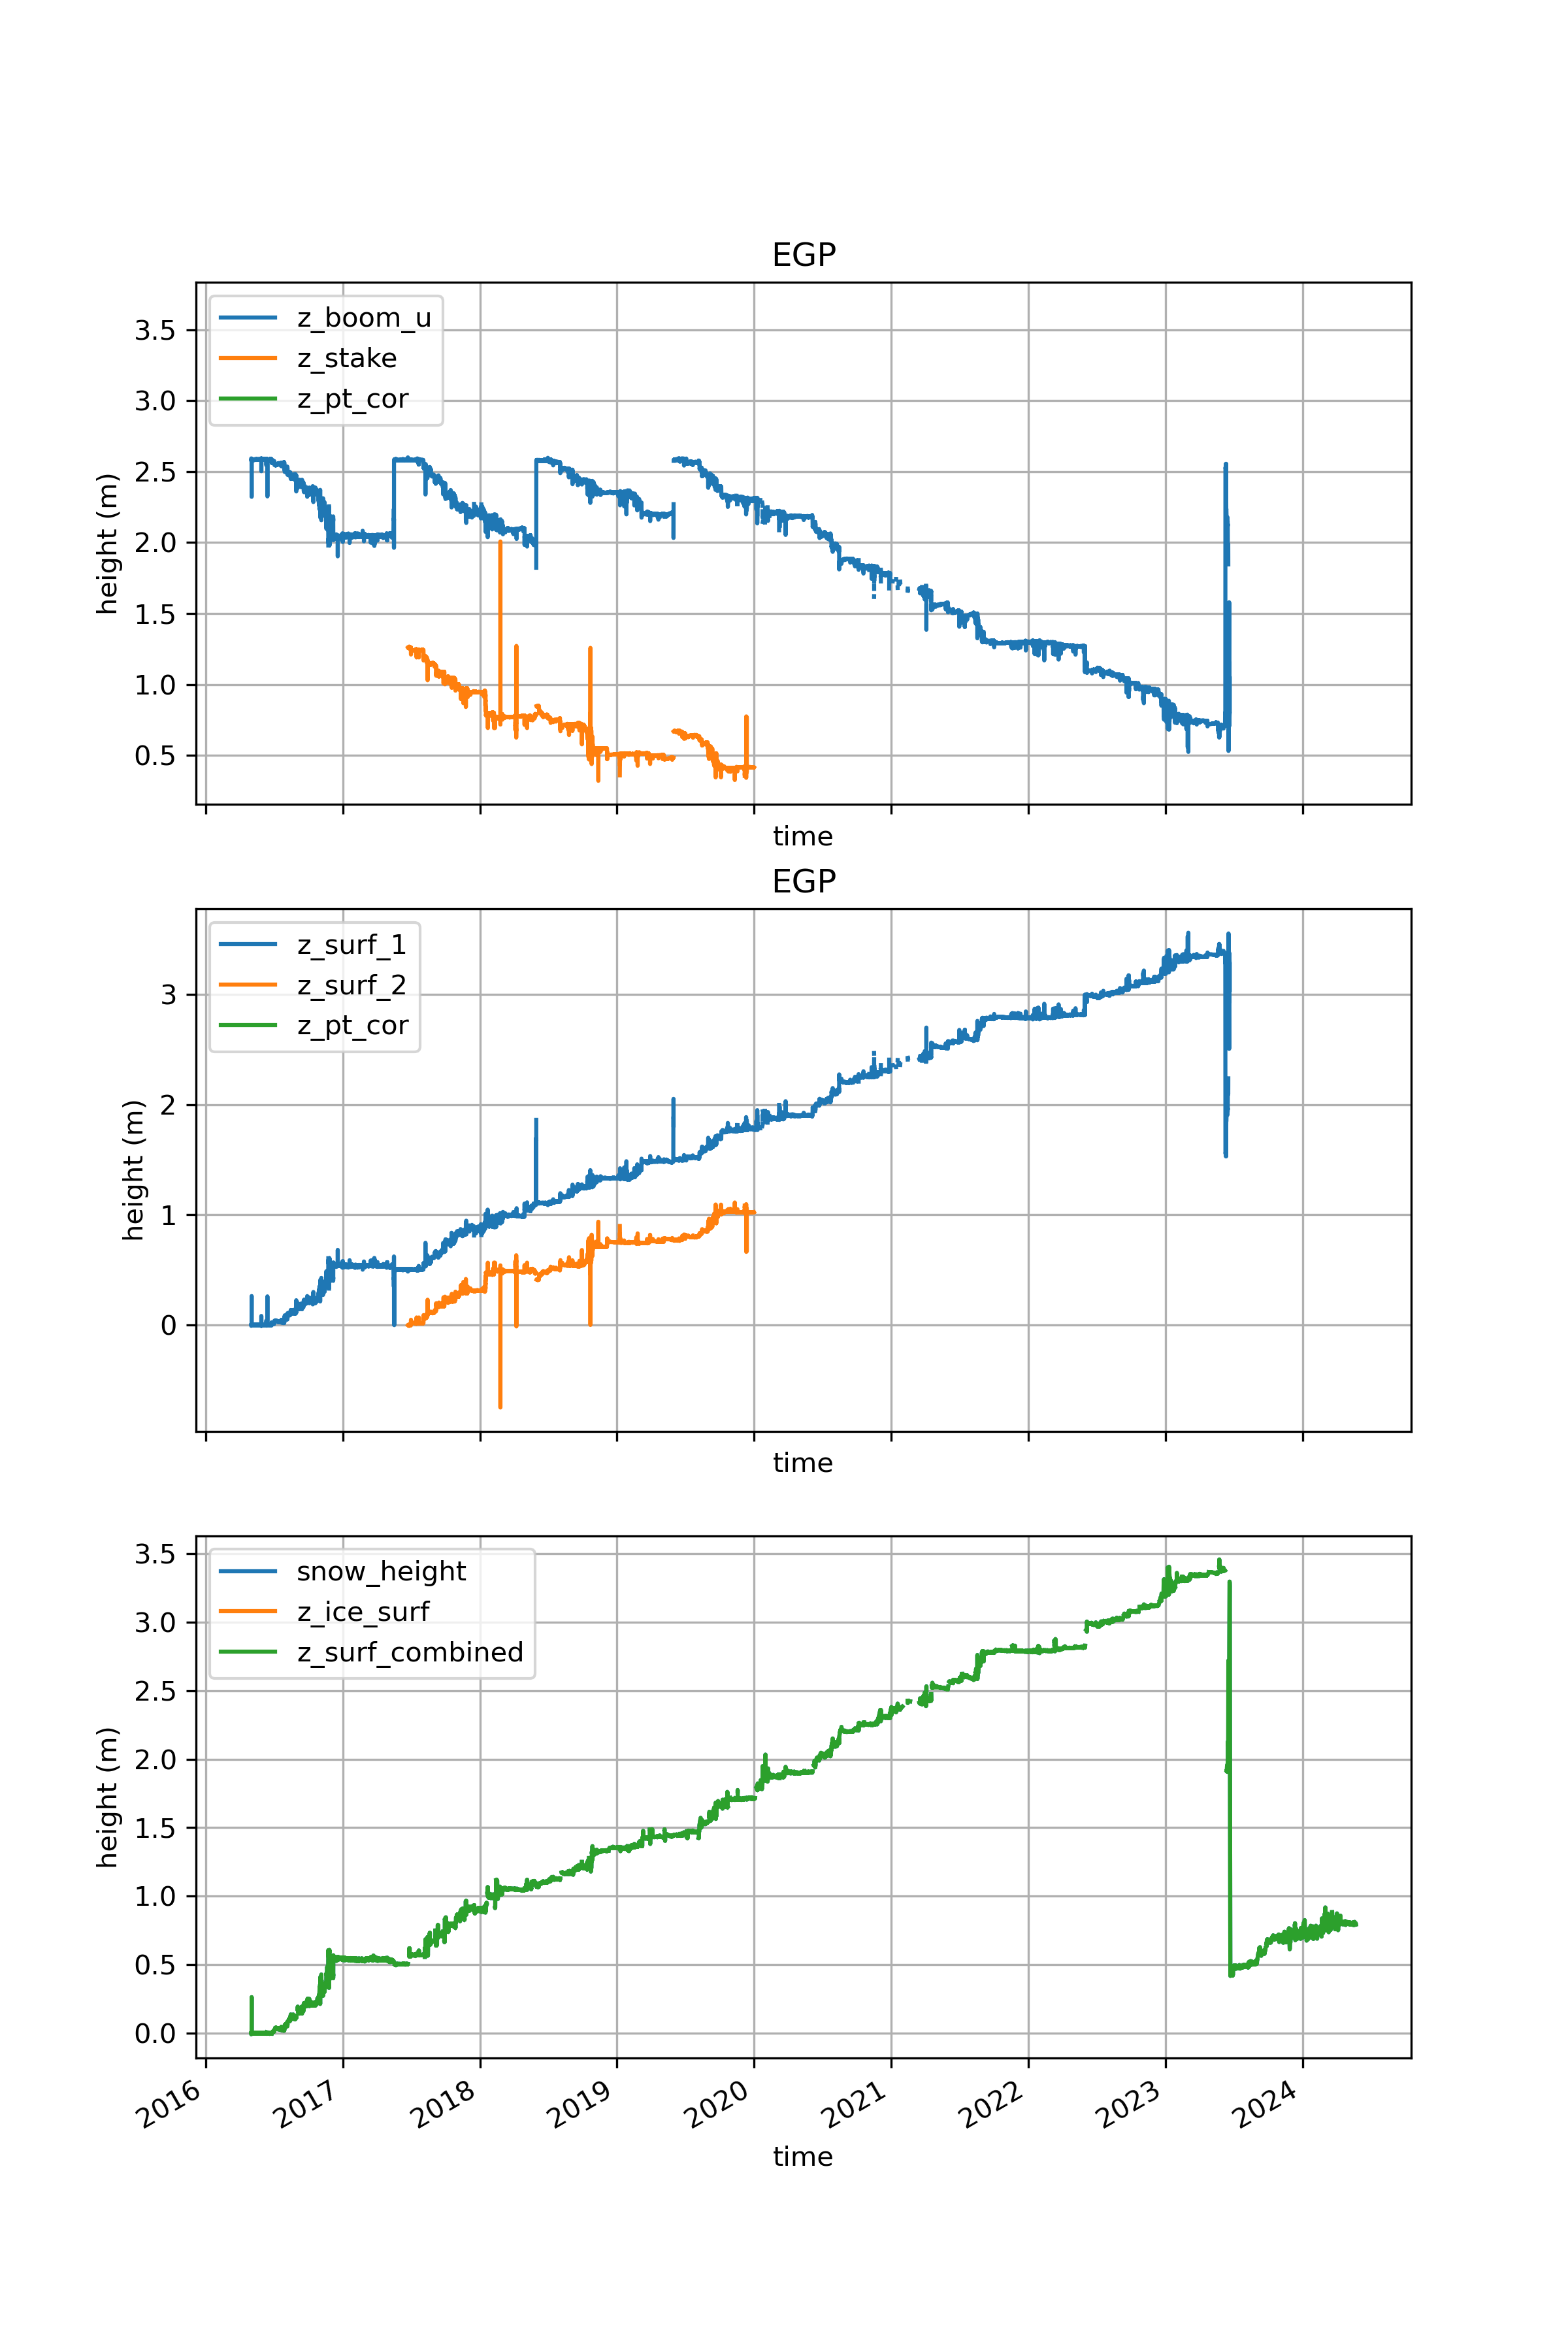 EGP
z_boom_u
z_stake
z_pt_cor
3.5
3.0
2.5
2.0
1.5
1.0
0.5
height (m)
time
EGP
z_surf_1
z_surf_2
z_pt_cor
3
2
1
0
height (m)
time
snow_height
z_ice_surf
z_surf_combined
3.5
3.0
2.5
2.0
1.5
1.0
0.5
0.0
height (m)
2016 2017 2018 2019 2020 2021 2022 2023 2024
time